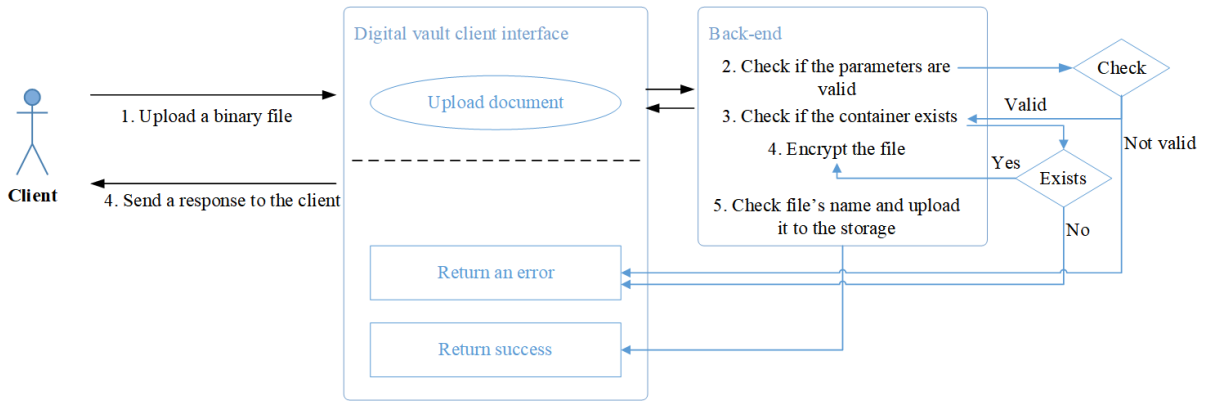 Digital vault client interface
Back-end
2. Check if the parameters are
valid
Check
Upload document
1. Upload a binary file
Valid
3. Check if the container exists
Not valid
4. Encrypt the file
Yes
Exists
Client
4. Send a response to the client
5. Check file's name and upload
it to the storage
No
Return an error
Return success